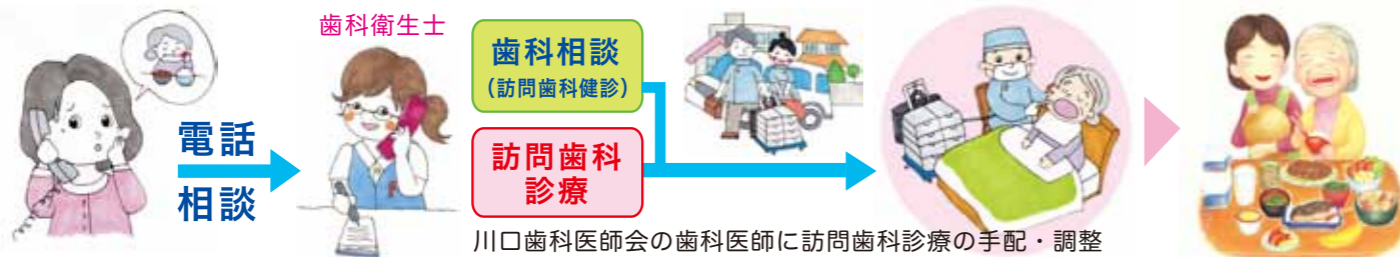 電話
相談
歯科衛生士
歯科相談
(訪問歯科健診)
訪問歯科
診療
川口歯科医師会の歯科医師に訪問歯科診療の手配・調整